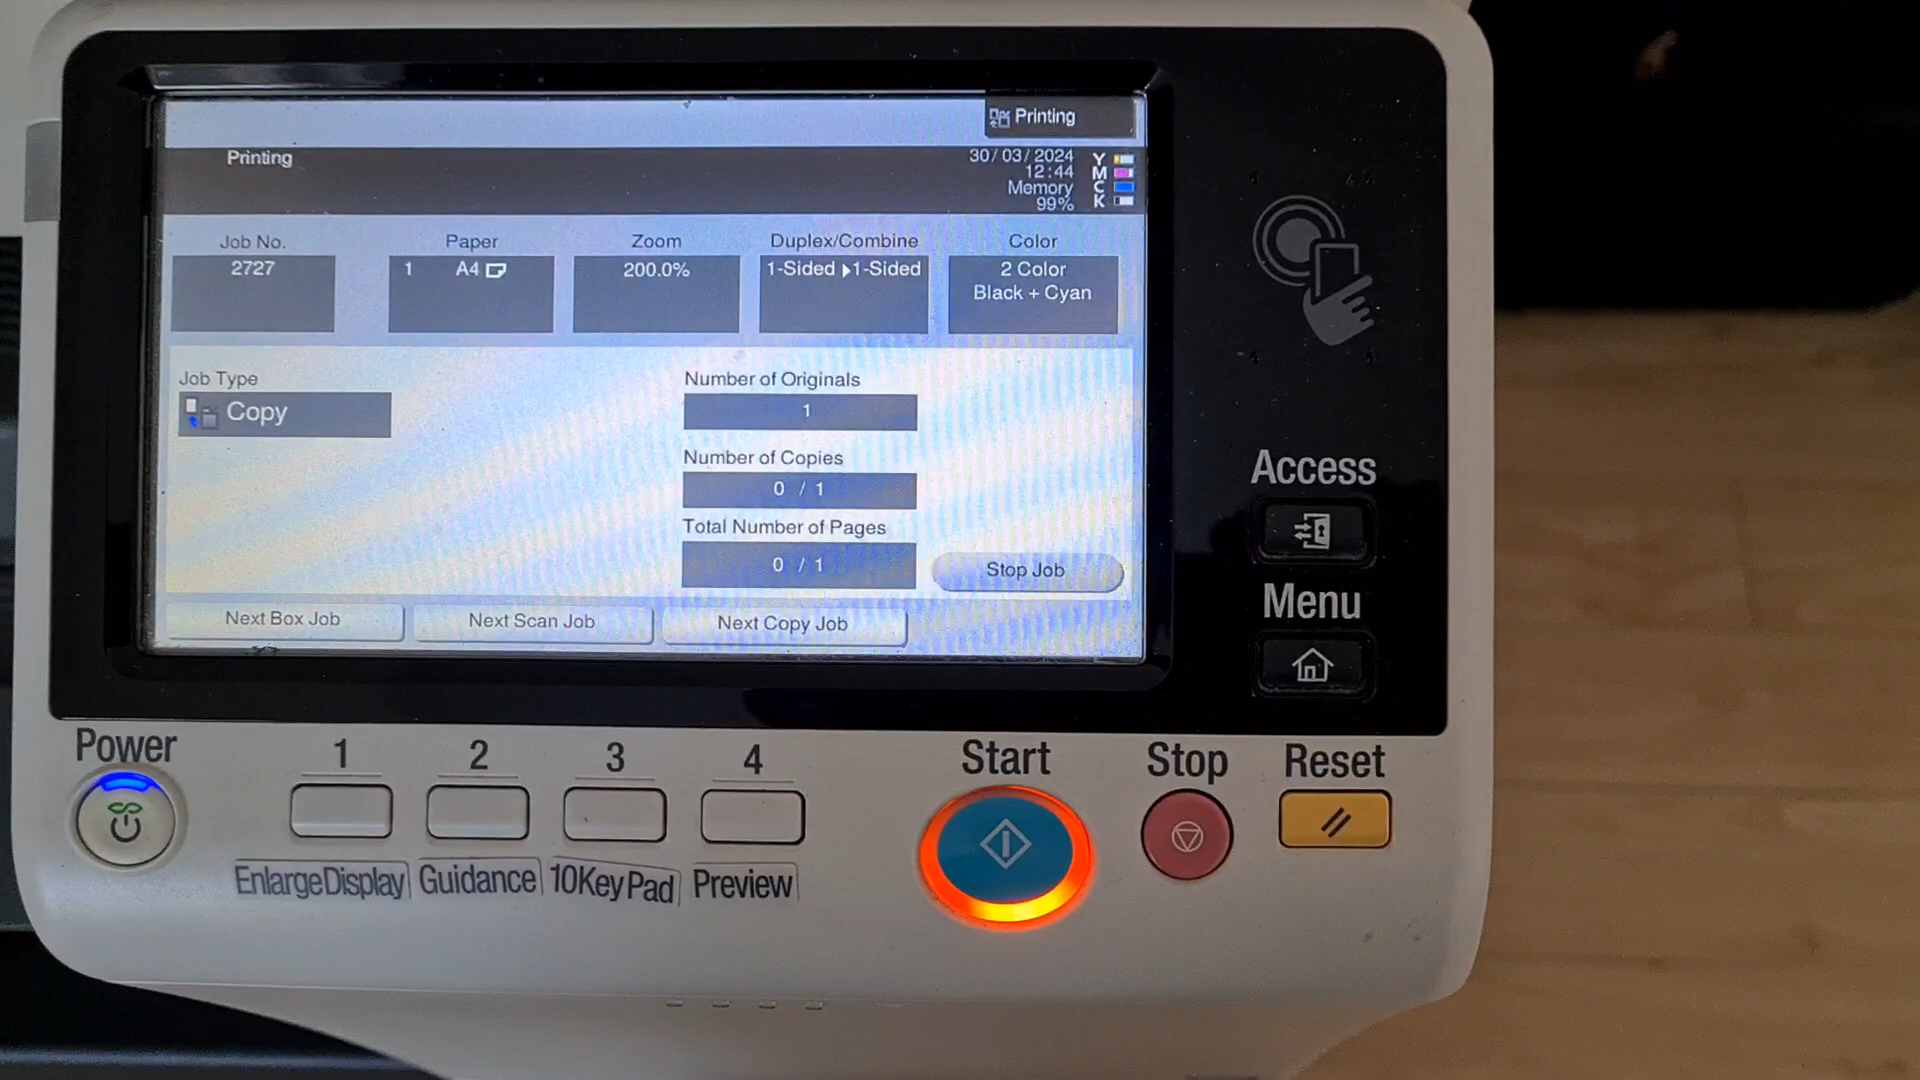 Printing
Printing
30/03/2024
12:44
Memory
99%
Y
M
C
K
Job No.
2727
Paper
1 A4
Zoom
200.0%
Duplex/Combine
1-Sided 1-Sided
Color
2 Color
Black + Cyan
Job Type
Copy
Number of Originals
1
Number of Copies
0 / 1
Total Number of Pages
0 / 1
Stop Job
Next Box Job
Next Scan Job
Next Copy Job
Access
Menu
Power
1
2
3
4
Start
Stop
Reset
EnlargeDisplay
Guidance
10KeyPad
Preview